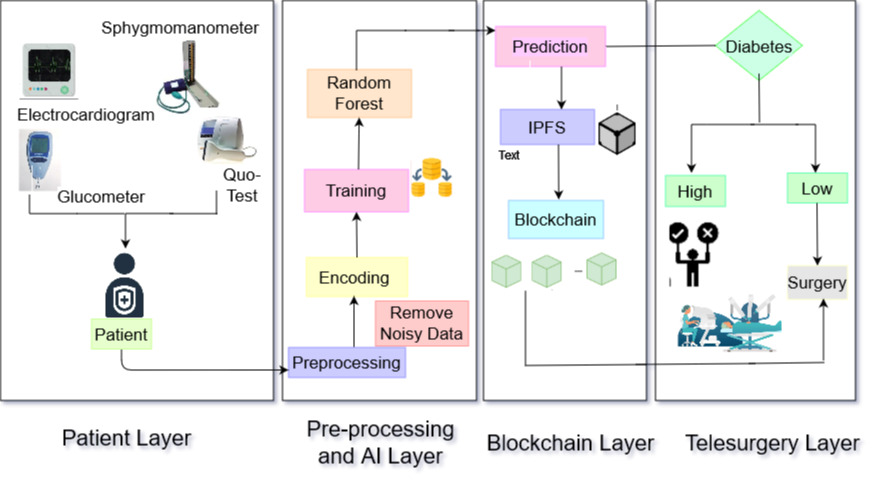 Sphygmomanometer
Electrocardiogram
Glucometer
Quo-
Test
Patient
Random
Forest
Training
Encoding
Remove
Noisy Data
Preprocessing
Prediction
IPFS
Text
Blockchain
Diabetes
High
Low
Surgery
Patient Layer
Pre-processing
and AI Layer
Blockchain Layer
Telesurgery Layer